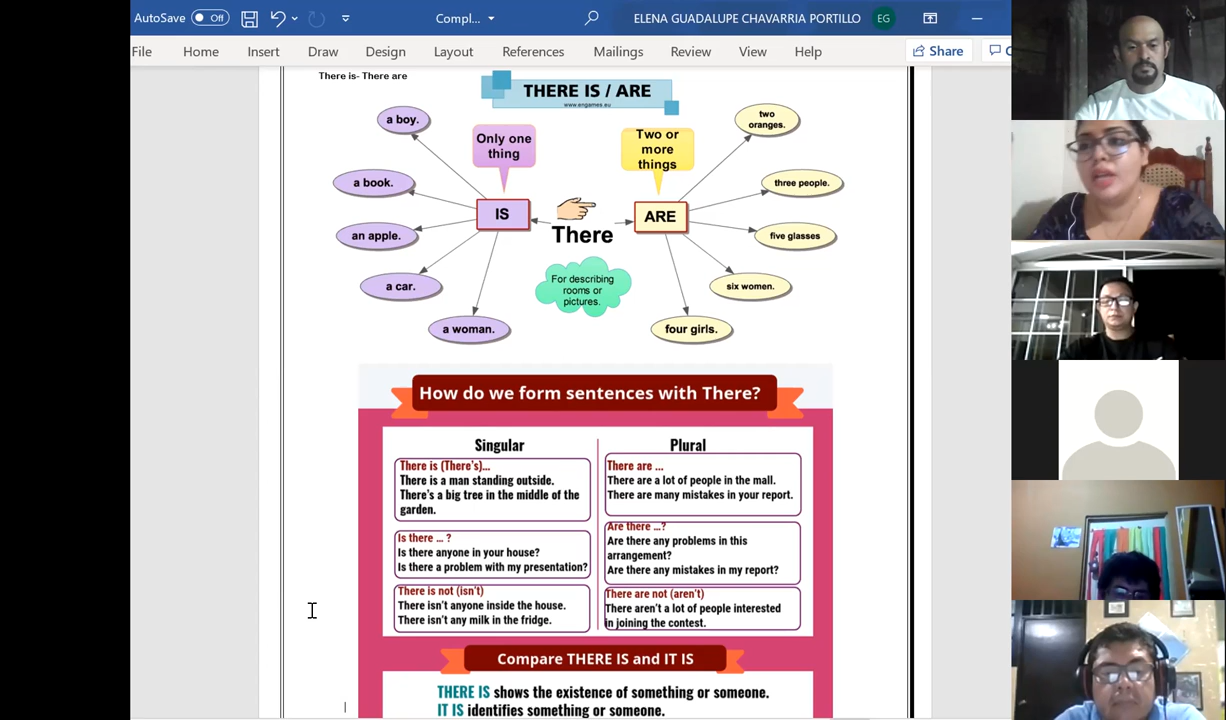 AutoSave Off
Compl...
ELENA GUADALUPE CHAVARRIA PORTILLO EG
File Home Insert Draw Design Layout References Mailings Review View Help Share
There is- There are
THERE IS / ARE
www.engames.eu
Only one
thing
a boy.
a book.
an apple.
a car.
a woman.
IS
There
For describing
rooms or
pictures.
ARE
Two or
more
things
two
oranges.
three people.
five glasses
six women.
four girls.
How do we form sentences with There?
Singular
There is (There's)...
There is a man standing outside.
There's a big tree in the middle of the
garden.
Is there ... ?
Is there anyone in your house?
Is there a problem with my presentation?
There is not (isn't)
There isn't anyone inside the house.
There isn't any milk in the fridge.
Plural
There are ...
There are a lot of people in the mall.
There are many mistakes in your report.
Are there ...?
Are there any problems in this
arrangement?
Are there any mistakes in my report?
There are not (aren't)
There aren't a lot of people interested
in joining the contest.
Compare THERE IS and IT IS
THERE IS shows the existence of something or someone.
IT IS identifies something or someone.